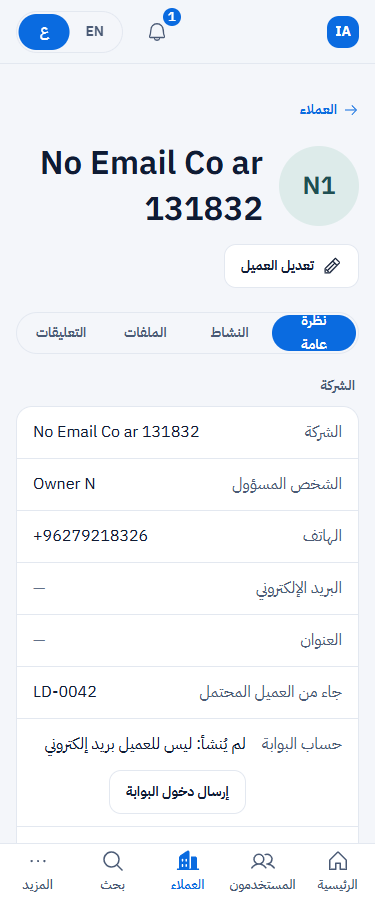 IA
1
EN
ع
العملاء
N1
No Email Co ar
131832
تعديل العميل
نظرة
عامة
النشاط
الملفات
التعليقات
الشركة
الشركة No Email Co ar 131832
الشخص المسؤول Owner N
الهاتف +96279218326
البريد الإلكتروني —
العنوان —
جاء من العميل المحتمل LD-0042
حساب البوابة لم يُنشأ: ليس للعميل بريد إلكتروني
إرسال دخول البوابة
الرئيسية
المستخدمون
العملاء
بحث
المزيد